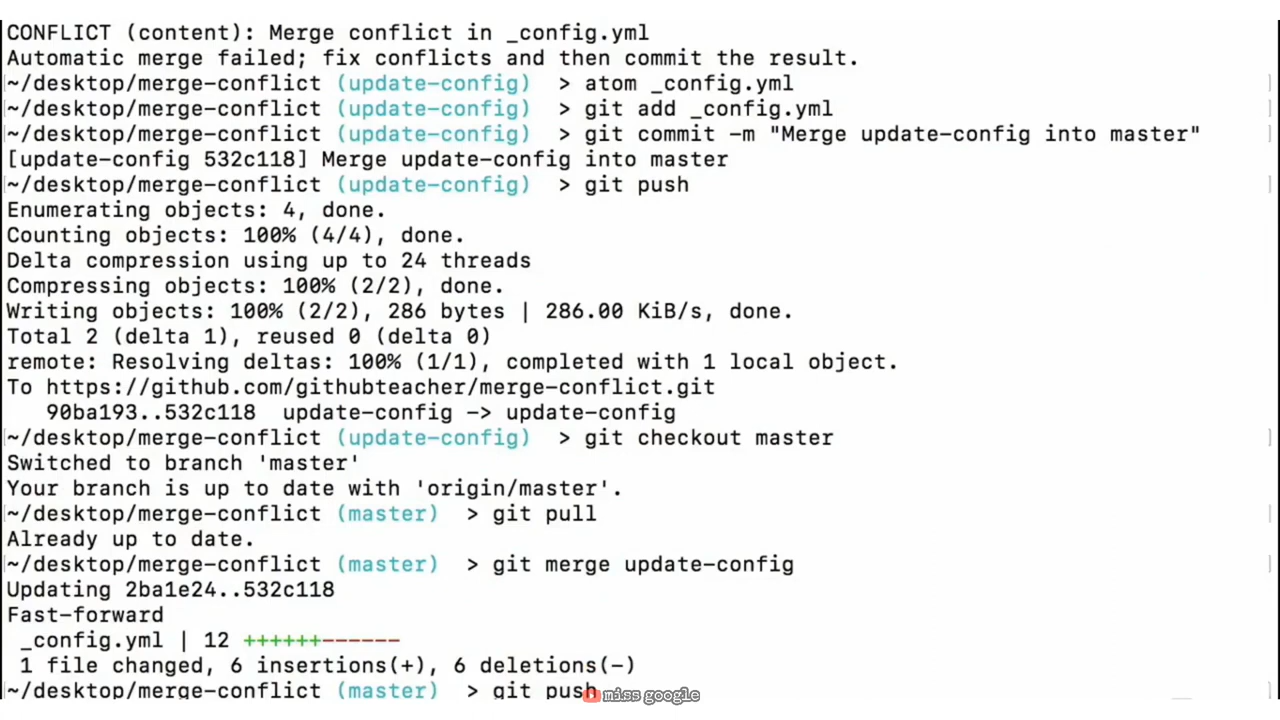 CONFLICT (content): Merge conflict in _config.yml
Automatic merge failed; fix conflicts and then commit the result.
~/desktop/merge-conflict (update-config)  > atom _config.yml
~/desktop/merge-conflict (update-config)  > git add _config.yml
~/desktop/merge-conflict (update-config)  > git commit -m "Merge update-config into master"
[update-config 532c118] Merge update-config into master
~/desktop/merge-conflict (update-config)  > git push
Enumerating objects: 4, done.
Counting objects: 100% (4/4), done.
Delta compression using up to 24 threads
Compressing objects: 100% (2/2), done.
Writing objects: 100% (2/2), 286 bytes | 286.00 KiB/s, done.
Total 2 (delta 1), reused 0 (delta 0)
remote: Resolving deltas: 100% (1/1), completed with 1 local object.
To https://github.com/githubteacher/merge-conflict.git
   90ba193..532c118  update-config -> update-config
~/desktop/merge-conflict (update-config)  > git checkout master
Switched to branch 'master'
Your branch is up to date with 'origin/master'.
~/desktop/merge-conflict (master)  > git pull
Already up to date.
~/desktop/merge-conflict (master)  > git merge update-config
Updating 2ba1e24..532c118
Fast-forward
 _config.yml | 12 ++++++------
 1 file changed, 6 insertions(+), 6 deletions(-)
~/desktop/merge-conflict (master)  > git push
miss google